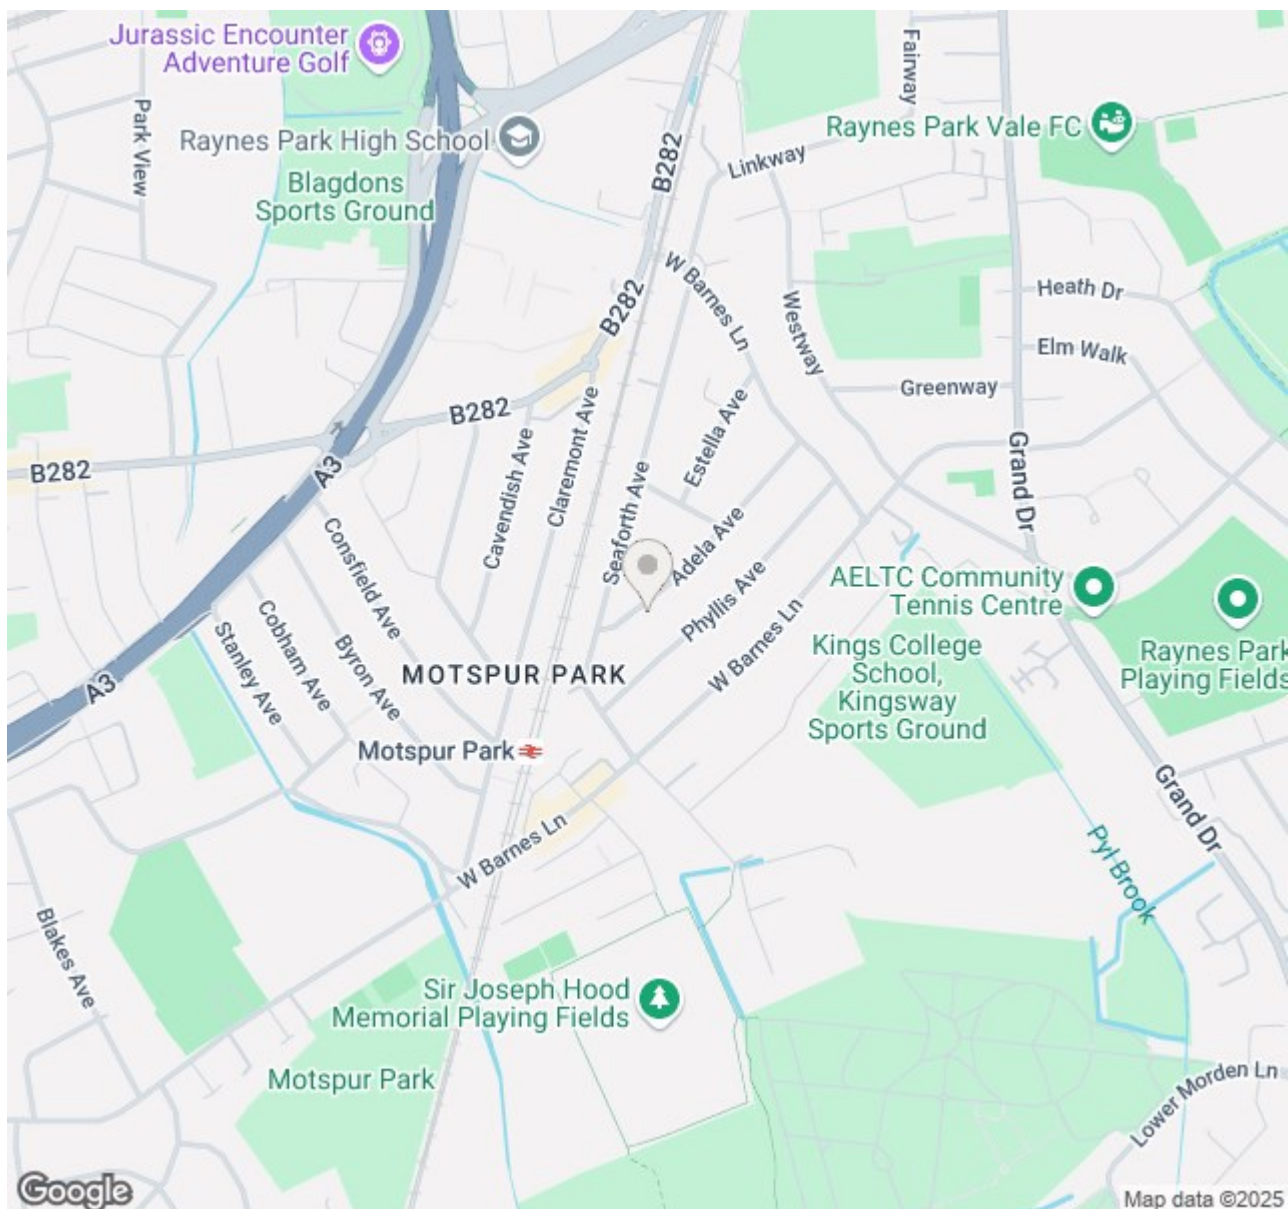 Jurassic Encounter
Adventure Golf
Park View
Raynes Park High School
Blagdons
Sports Ground
B282
Fairway
Raynes Park Vale FC
Linkway
W Barnes Ln
Westway
Heath Dr
Elm Walk
Greenway
B282
B282
B282
A3
Cavendish Ave
Claremont Ave
Seaforth Ave
Estella Ave
Adela Ave
Phyllis Ave
W Barnes Ln
Grand Dr
AELTC Community
Tennis Centre
Consfield Ave
Byron Ave
Cobham Ave
Stanley Ave
A3
MOTSPUR PARK
Motspur Park
Kings College
School,
Kingsway
Sports Ground
Raynes Park
Playing Fields
Grand Dr
Pyl Brook
W Barnes Ln
Blakes Ave
Sir Joseph Hood
Memorial Playing Fields
Motspur Park
Lower Morden Ln
Google
Map data ©2025